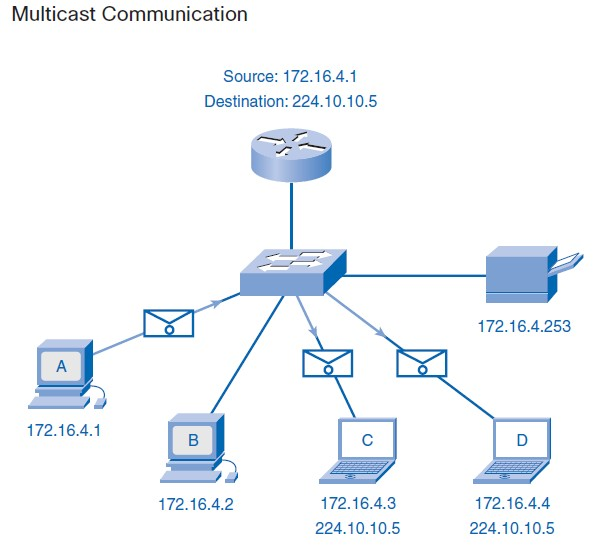 Multicast Communication
Source: 172.16.4.1
Destination: 224.10.10.5
172.16.4.253
A
172.16.4.1
B
172.16.4.2
C
172.16.4.3
224.10.10.5
D
172.16.4.4
224.10.10.5